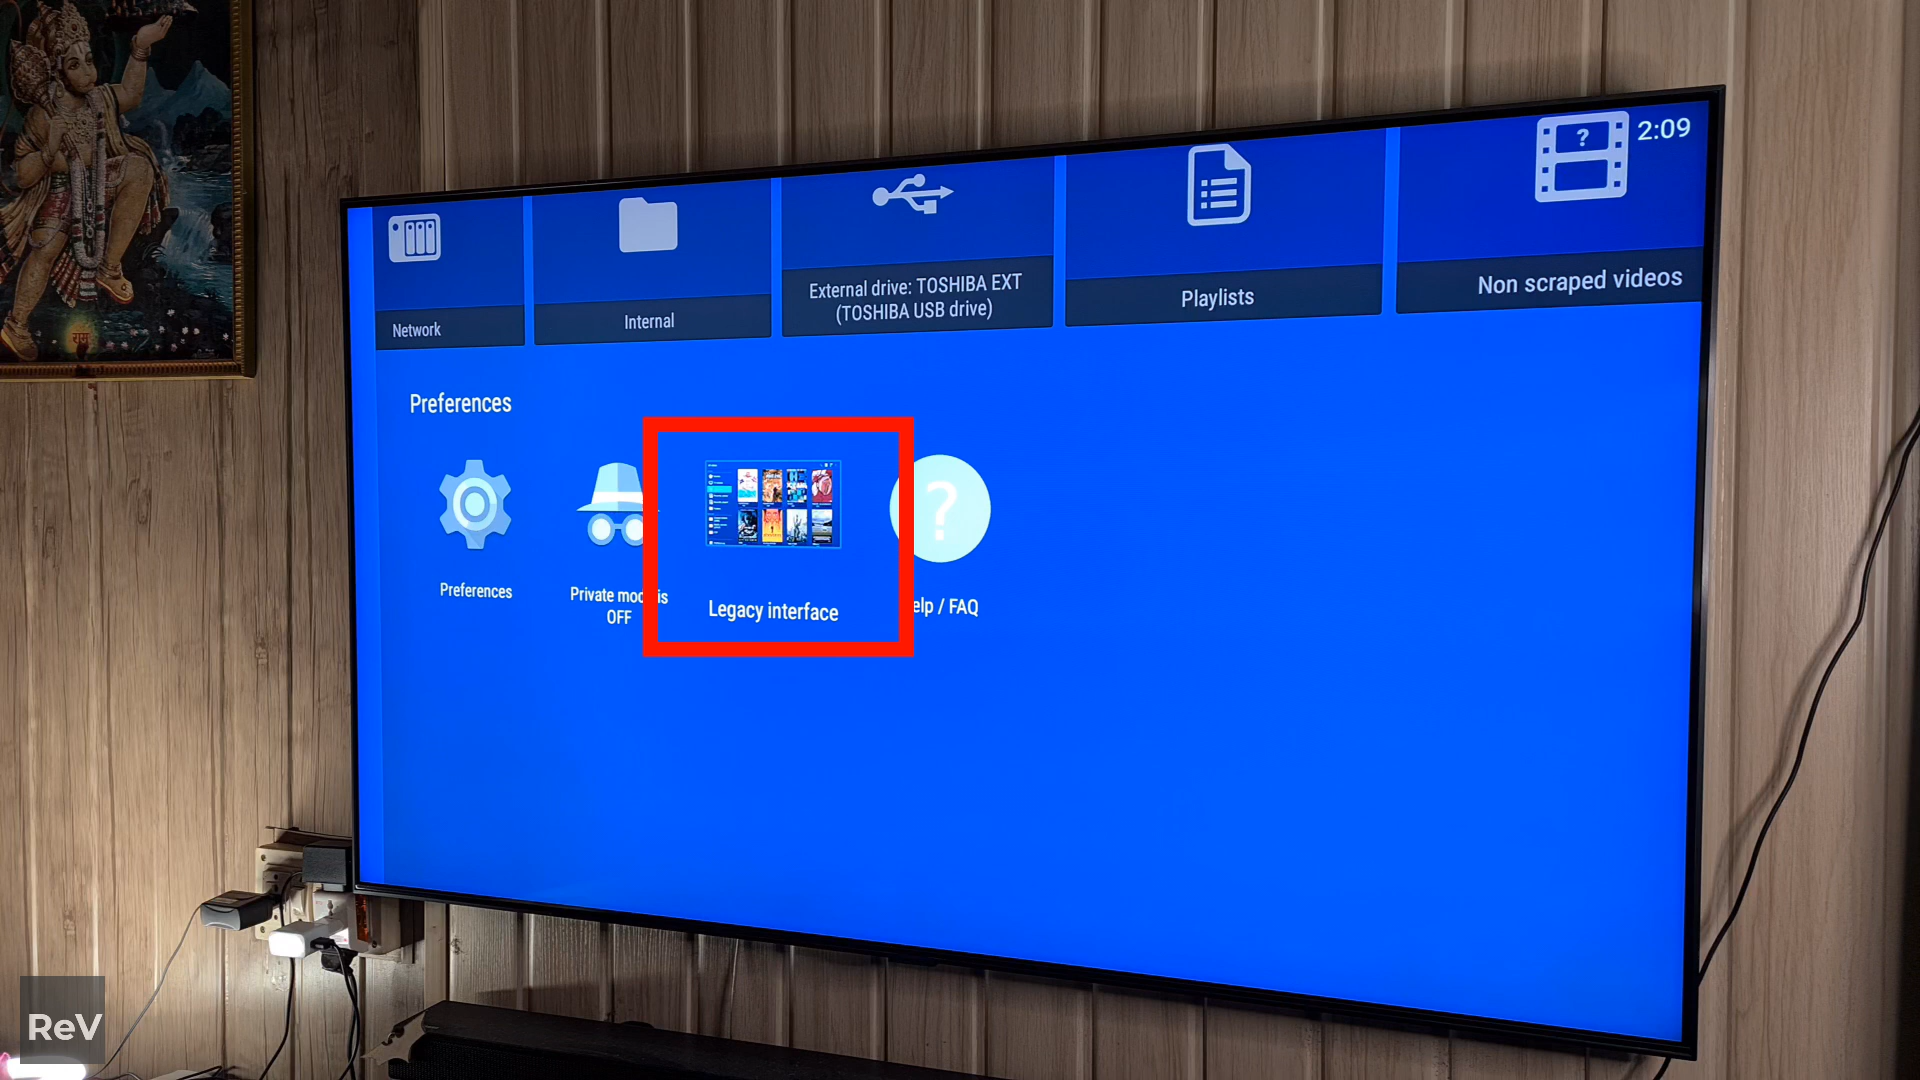 2:09
Network
Internal
External drive: TOSHIBA EXT
(TOSHIBA USB drive)
Playlists
Non scraped videos
Preferences
Preferences
Private mod is
OFF
Legacy interface
elp / FAQ
राम
ReV